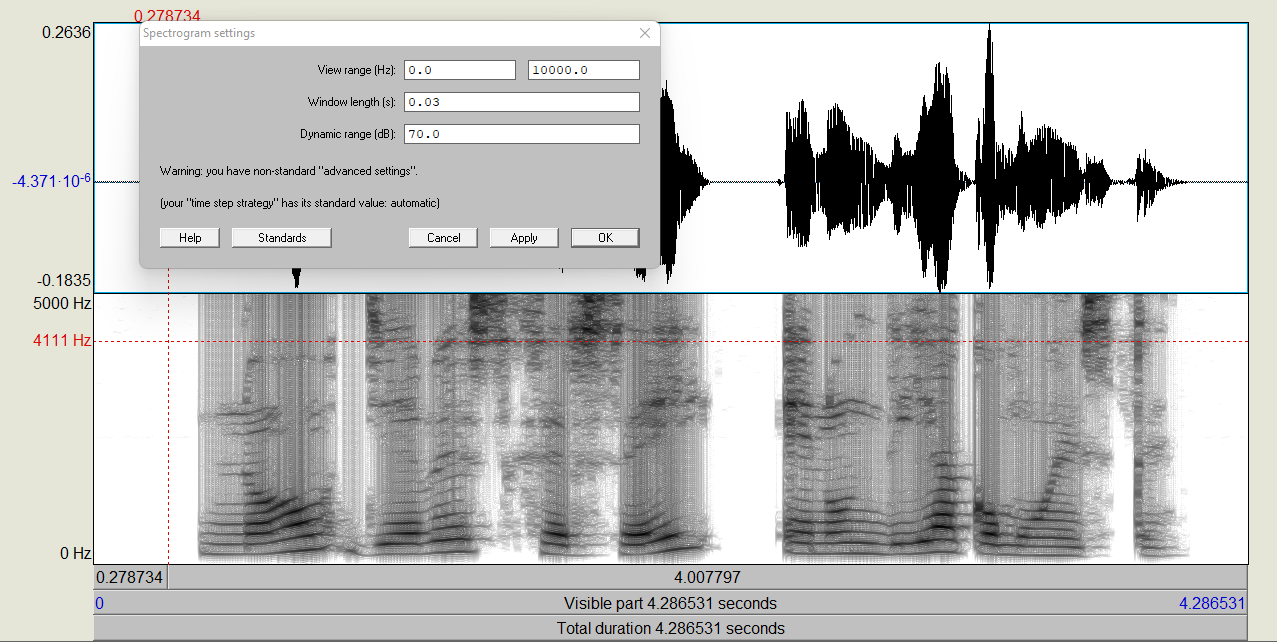 0.278734
0.2636
Spectrogram settings
View range (Hz): 0.0 10000.0
Window length (s): 0.03
Dynamic range (dB): 70.0
-4.371·10-6
Warning: you have non-standard "advanced settings".
(your "time step strategy" has its standard value: automatic)
Help Standards Cancel Apply OK
-0.1835
5000 Hz
4111 Hz
0 Hz
0.278734 4.007797
0 Visible part 4.286531 seconds 4.286531
Total duration 4.286531 seconds